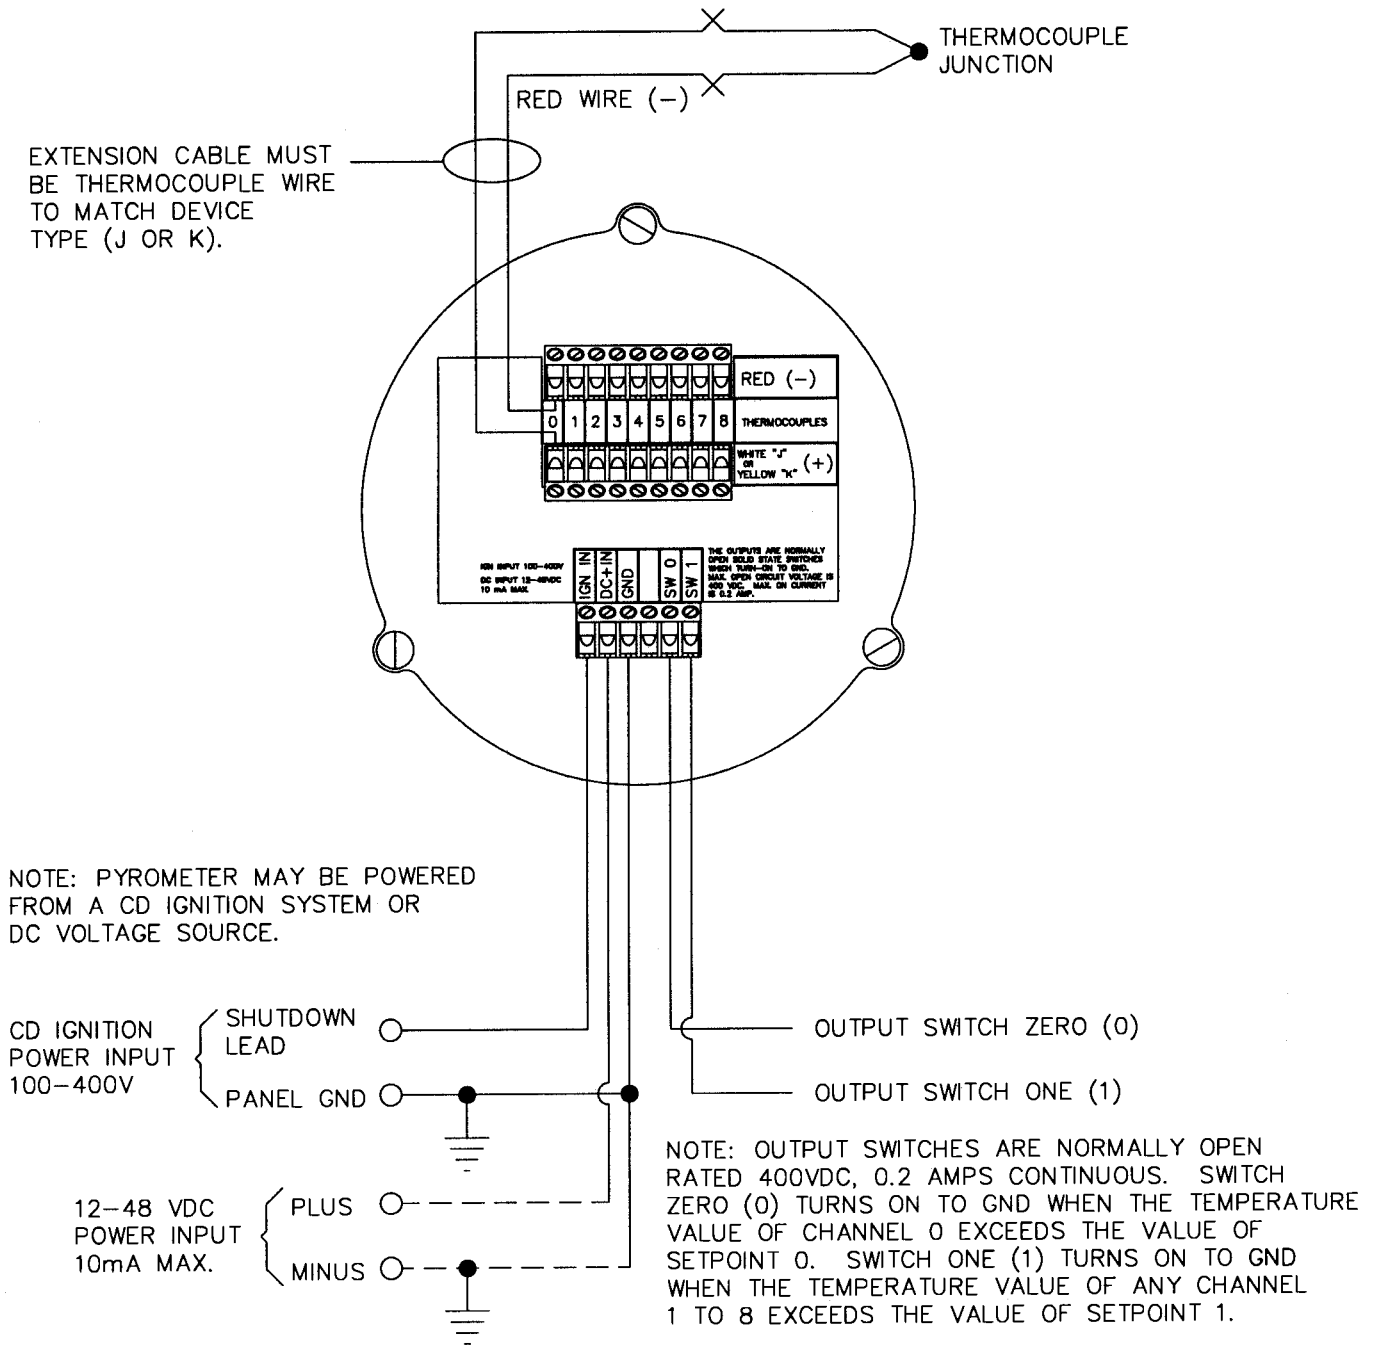 THERMOCOUPLE
JUNCTION
RED WIRE (−)
EXTENSION CABLE MUST
BE THERMOCOUPLE WIRE
TO MATCH DEVICE
TYPE (J OR K).
RED (−)
0 1 2 3 4 5 6 7 8
THERMOCOUPLES
WHITE "J"
OR
YELLOW "K"
(+)
IGN INPUT 100-400V
DC INPUT 12-48VDC
10 mA MAX.
IGN IN
DC+IN
GND
SW 0
SW 1
THE OUTPUTS ARE NORMALLY
OPEN SOLID STATE SWITCHES
WHICH TURN-ON TO GND.
MAX. OPEN CIRCUIT VOLTAGE IS
400 VDC. MAX. ON CURRENT
IS 0.2 AMP.
NOTE: PYROMETER MAY BE POWERED
FROM A CD IGNITION SYSTEM OR
DC VOLTAGE SOURCE.
CD IGNITION
POWER INPUT
100-400V
SHUTDOWN
LEAD
PANEL GND
12-48 VDC
POWER INPUT
10mA MAX.
PLUS
MINUS
OUTPUT SWITCH ZERO (0)
OUTPUT SWITCH ONE (1)
NOTE: OUTPUT SWITCHES ARE NORMALLY OPEN
RATED 400VDC, 0.2 AMPS CONTINUOUS. SWITCH
ZERO (0) TURNS ON TO GND WHEN THE TEMPERATURE
VALUE OF CHANNEL 0 EXCEEDS THE VALUE OF
SETPOINT 0. SWITCH ONE (1) TURNS ON TO GND
WHEN THE TEMPERATURE VALUE OF ANY CHANNEL
1 TO 8 EXCEEDS THE VALUE OF SETPOINT 1.